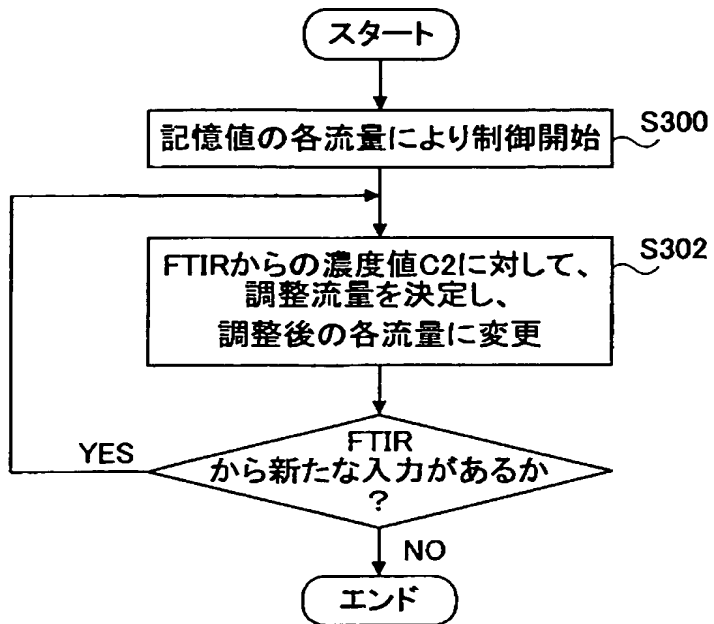 スタート
記憶値の各流量により制御開始
S300
FTIRからの濃度値C2に対して、
調整流量を決定し、
調整後の各流量に変更
S302
FTIR
から新たな入力があるか
?
YES
NO
エンド